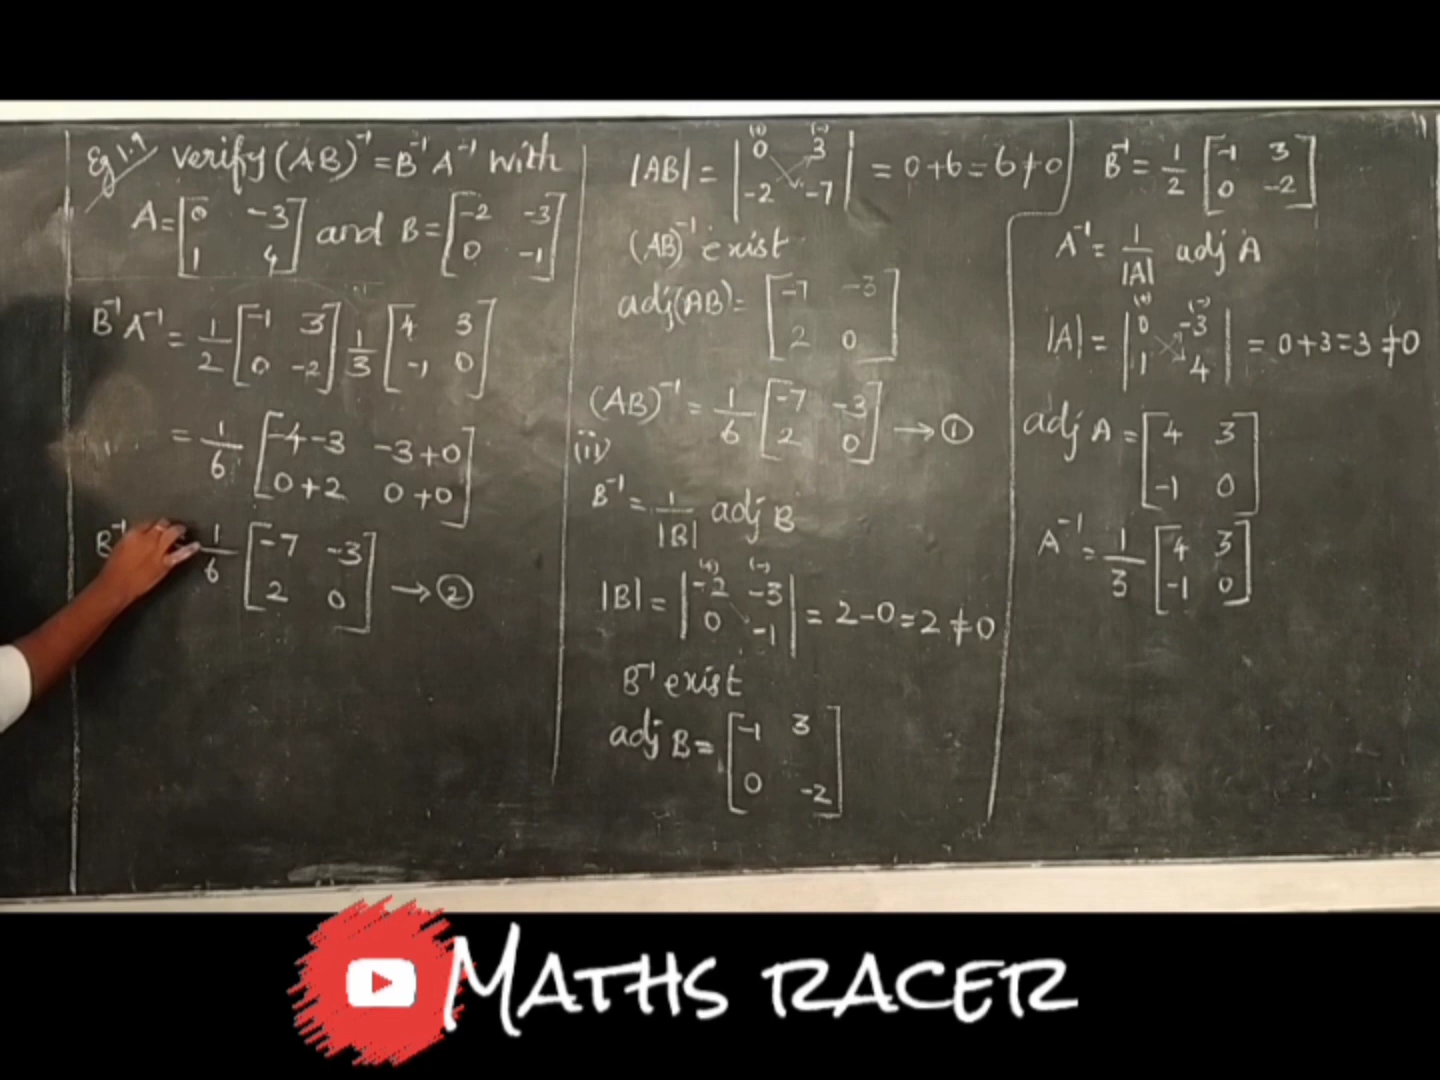 Eg 1.9 verify (AB)⁻¹ = B⁻¹ A⁻¹ with
A = [0 -3
1 4] and B = [-2 -3
0 -1]
B⁻¹ A⁻¹ = 1/2 [-1 3
0 -2] 1/3 [4 3
-1 0]
= 1/6 [-4-3 -3+0
0+2 0+0]
B⁻¹ 1/6 [-7 -3
2 0] → ②
(+) (-)
|AB| = |0 3
-2 -7| = 0+6 = 6 ≠ 0
(AB)⁻¹ exist
adj(AB) = [-7 -3
2 0]
(AB)⁻¹ = 1/6 [-7 -3
2 0] → ①
(ii)
B⁻¹ = 1/|B| adj B
(+) (-)
|B| = |-2 -3
0 -1| = 2-0 = 2 ≠ 0
B⁻¹ exist
adj B = [-1 3
0 -2]
B⁻¹ = 1/2 [-1 3
0 -2]
A⁻¹ = 1/|A| adj A
(+) (-)
|A| = |0 -3
1 4| = 0+3 = 3 ≠ 0
adj A = [4 3
-1 0]
A⁻¹ = 1/3 [4 3
-1 0]
MATHS RACER